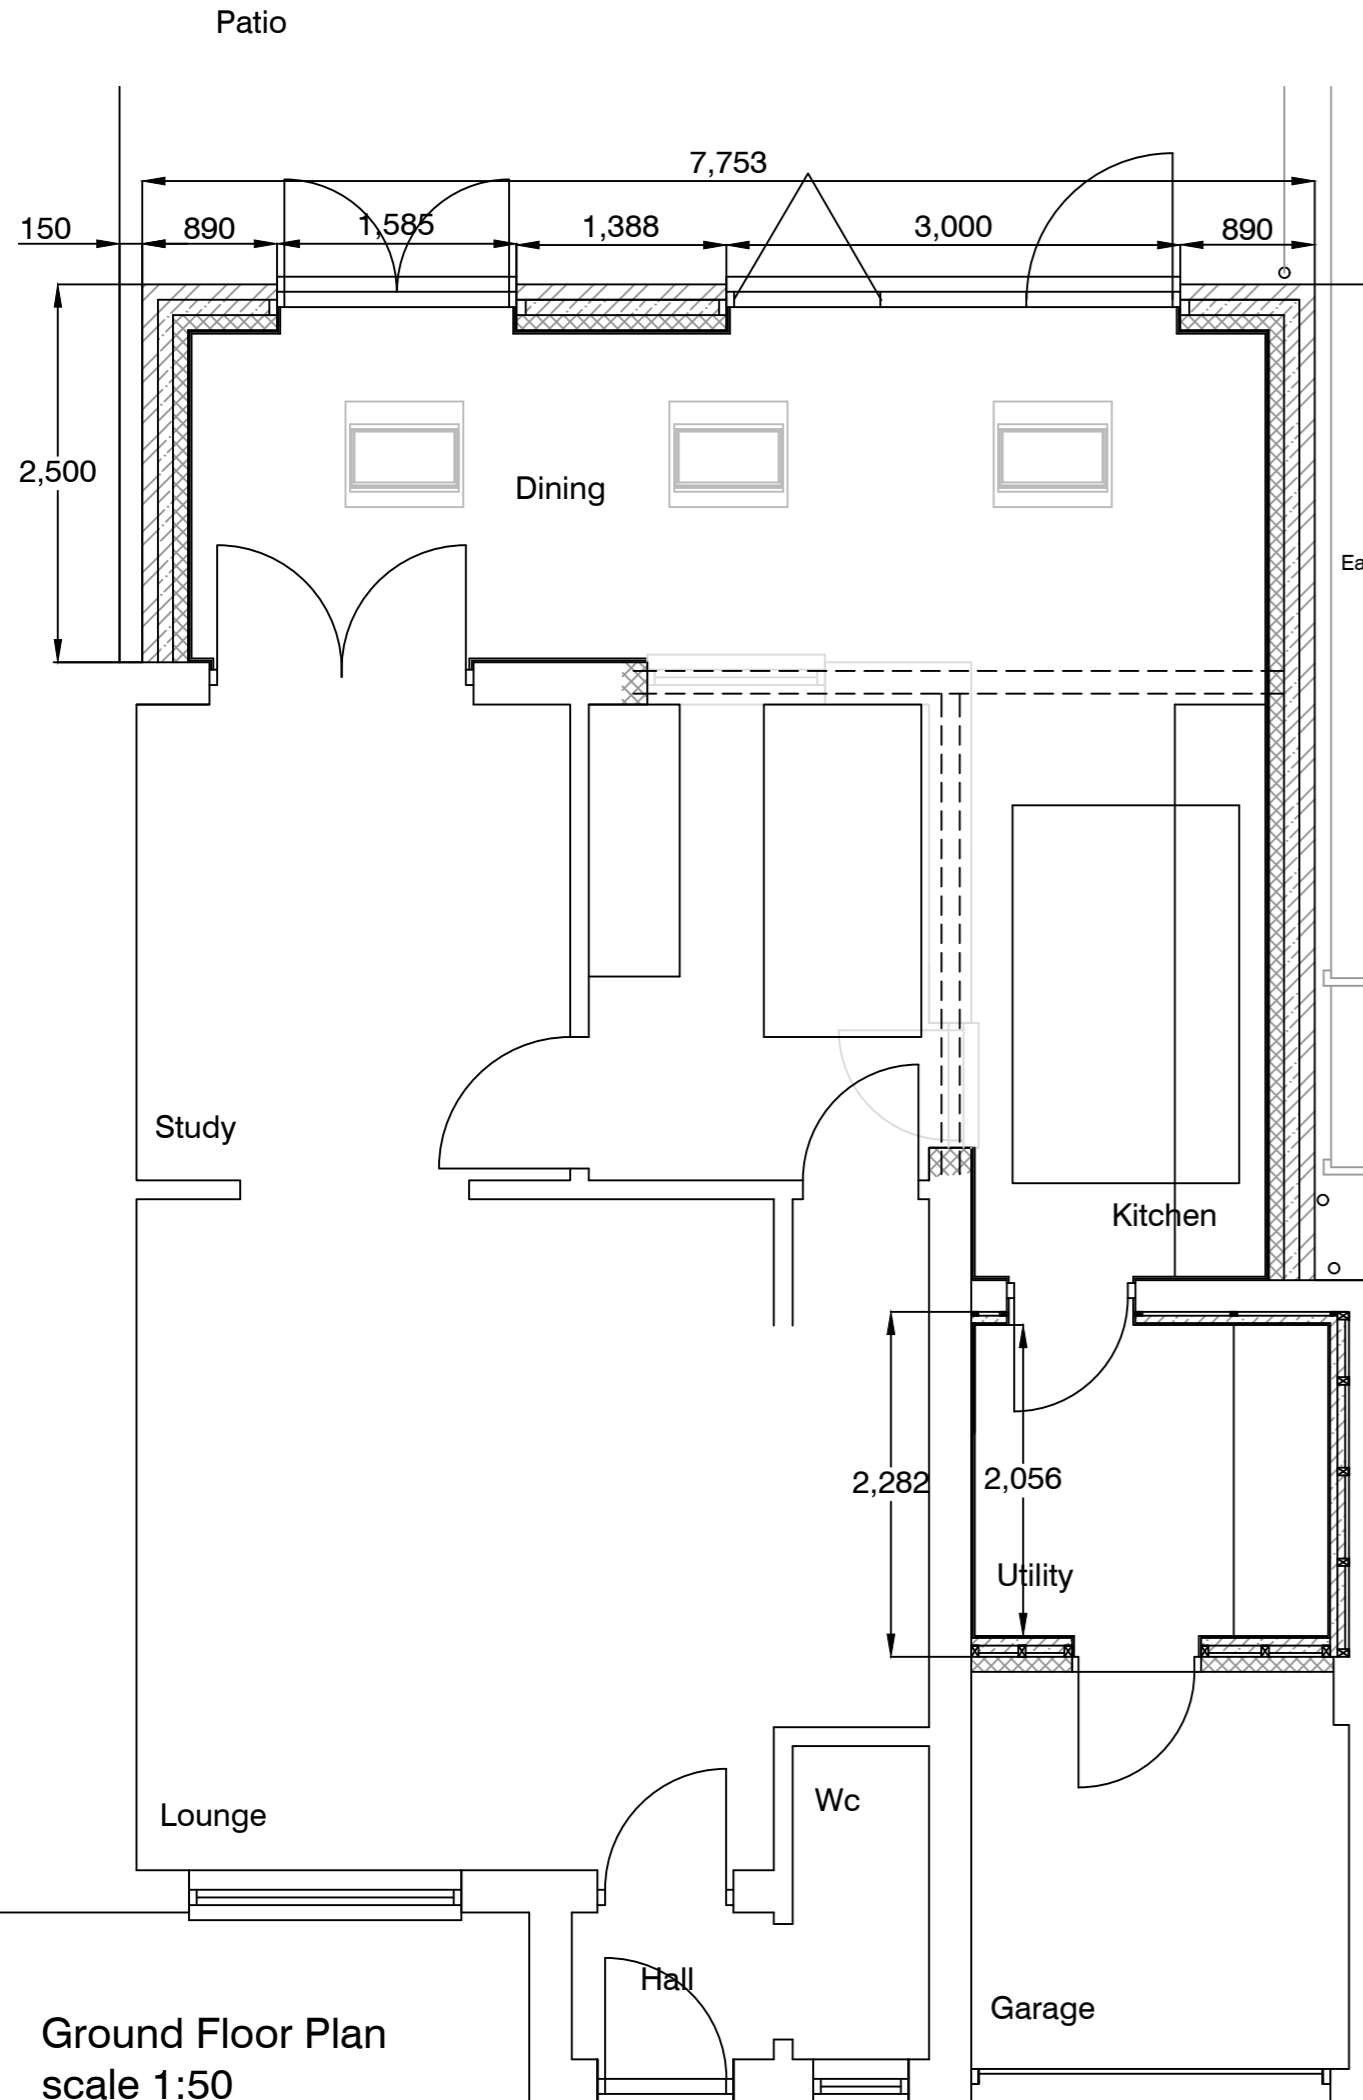 Patio
7,753
150
890
1,585
1,388
3,000
890
2,500
Dining
Ea
Study
Kitchen
2,282
2,056
Utility
Lounge
Wc
Hall
Garage
Ground Floor Plan
scale 1:50